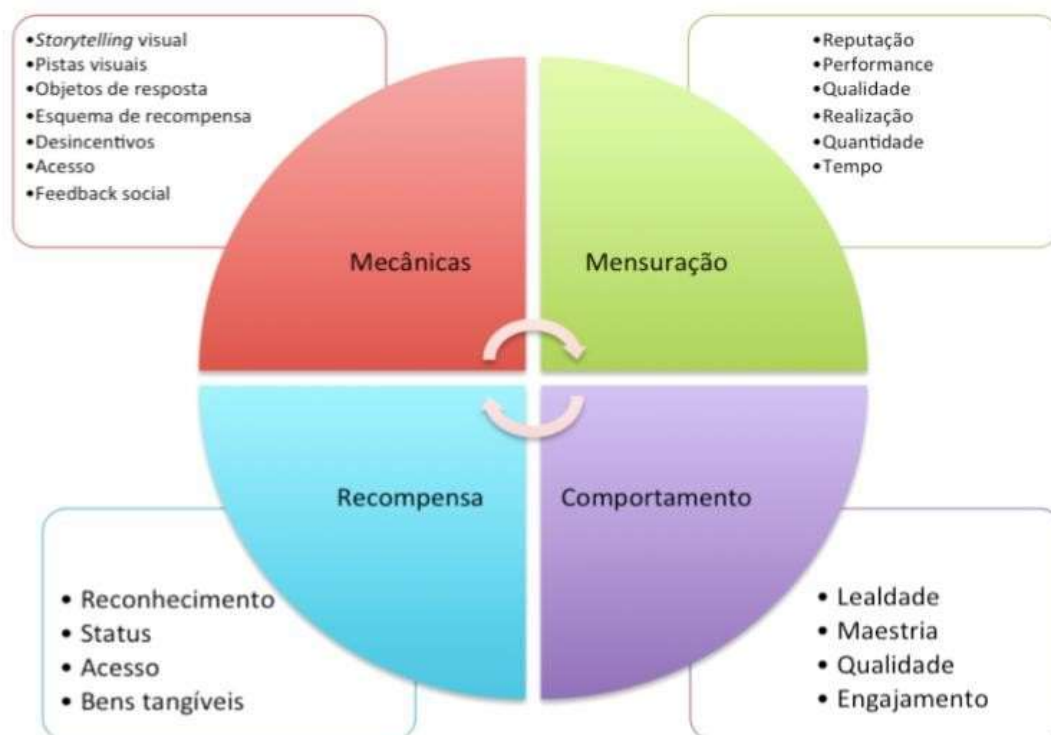 •Storytelling visual
•Pistas visuais
•Objetos de resposta
•Esquema de recompensa
•Desincentivos
•Acesso
•Feedback social
•Reputação
•Performance
•Qualidade
•Realização
•Quantidade
•Tempo
Mecânicas
Mensuração
Recompensa
Comportamento
• Reconhecimento
• Status
• Acesso
• Bens tangíveis
• Lealdade
• Maestria
• Qualidade
• Engajamento